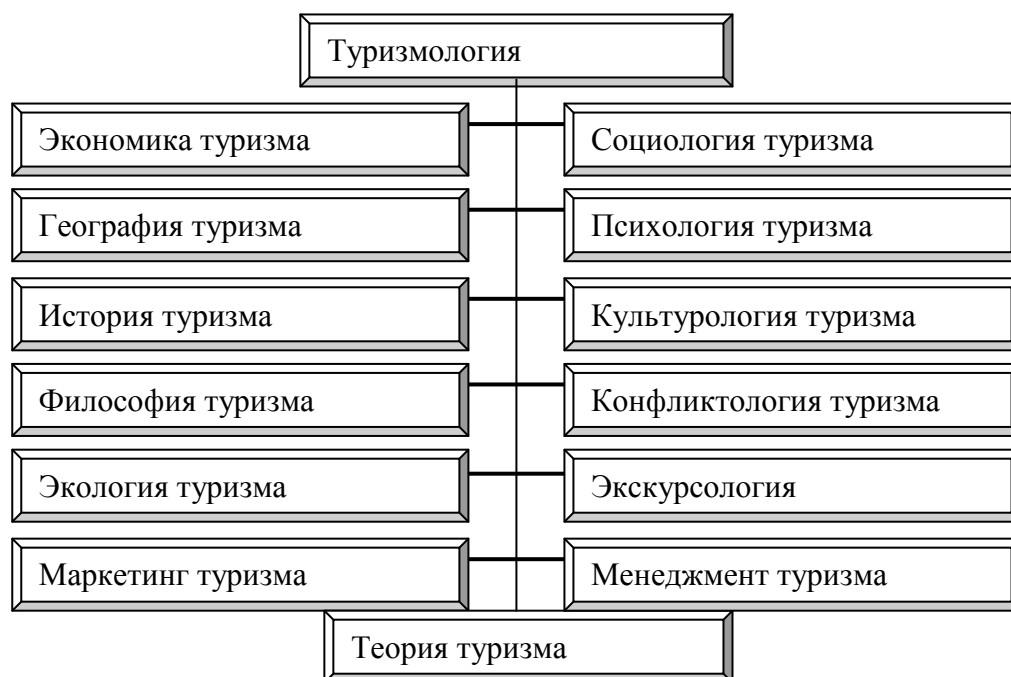 Туризмология
Экономика туризма
Социология туризма
География туризма
Психология туризма
История туризма
Культурология туризма
Философия туризма
Конфликтология туризма
Экология туризма
Экскурсология
Маркетинг туризма
Менеджмент туризма
Теория туризма